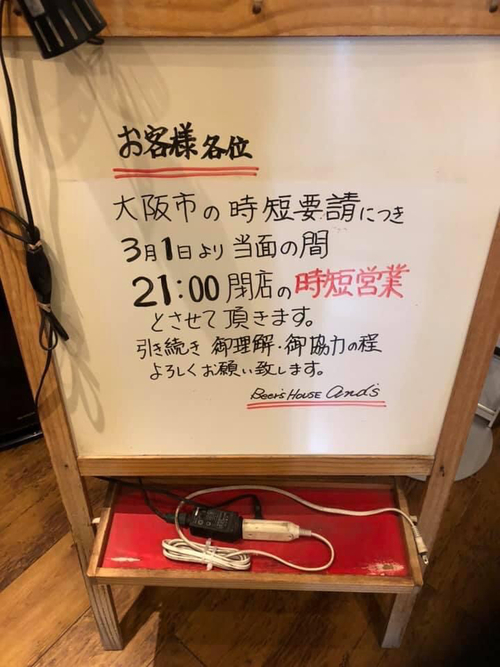 お客様各位
大阪市の時短要請につき
3月1日より当面の間
21:00閉店の時短営業
とさせて頂きます。
引き続き 御理解・御協力の程
よろしくお願い致します。
Beer's House and's